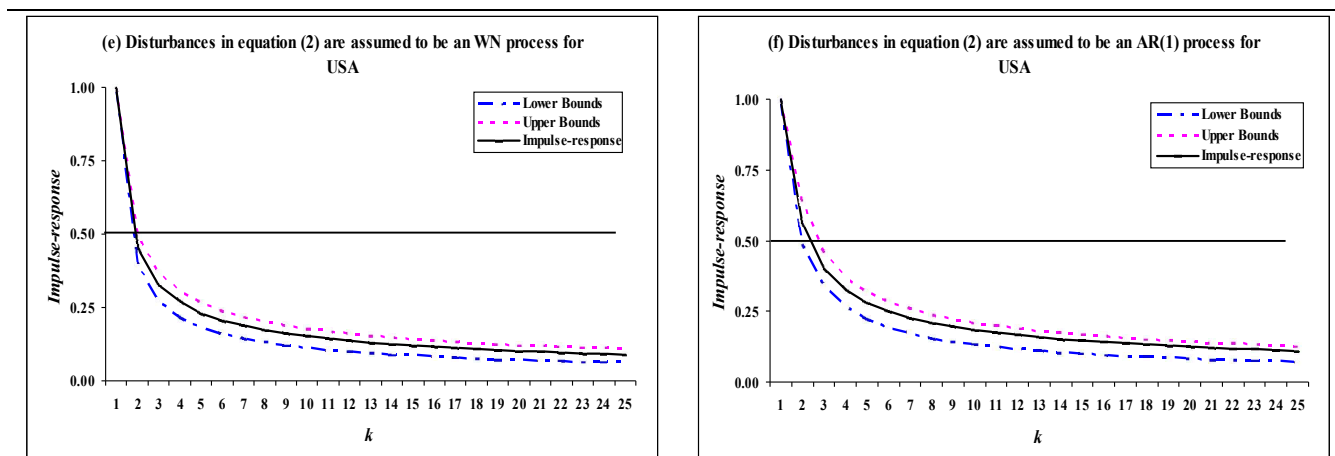 (e) Disturbances in equation (2) are assumed to be an WN process for
USA
1.00
0.75
0.50
0.25
0.00
Impulse-response
Lower Bounds
Upper Bounds
Impulse-response
1 2 3 4 5 6 7 8 9 10 11 12 13 14 15 16 17 18 19 20 21 22 23 24 25
k
(f) Disturbances in equation (2) are assumed to be an AR(1) process for
USA
1.00
0.75
0.50
0.25
0.00
Impulse-response
Lower Bounds
Upper Bounds
Impulse-response
1 2 3 4 5 6 7 8 9 10 11 12 13 14 15 16 17 18 19 20 21 22 23 24 25
k